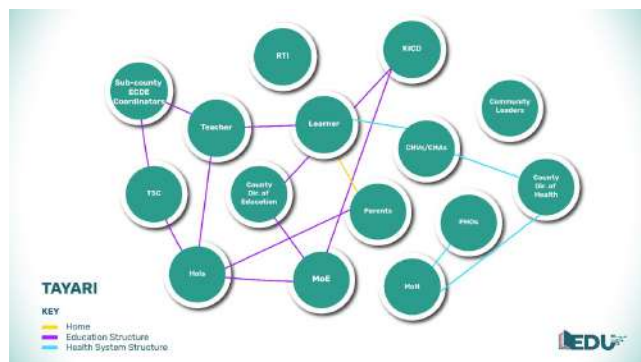 RTI
KICD
Sub-county
ECDE
Coordinators
Community
Leaders
Teacher
Learner
CHVs/CHAs
County
Dir. of
Health
TSC
County
Dir. of
Education
Parents
PHOs
HoIs
MoE
MoH
TAYARI
KEY
Home
Education Structure
Health System Structure
EDU